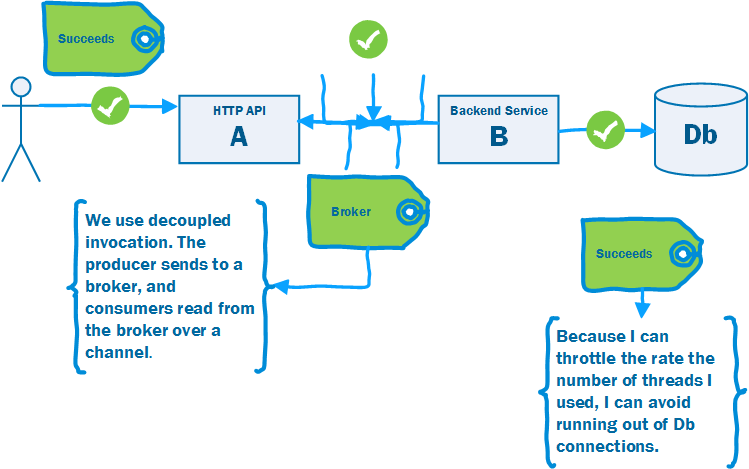 Succeeds
HTTP API
A
Backend Service
B
Db
Broker
We use decoupled
invocation. The
producer sends to a
broker, and
consumers read from
the broker over a
channel.
Succeeds
Because I can
throttle the rate the
number of threads I
used, I can avoid
running out of Db
connections.